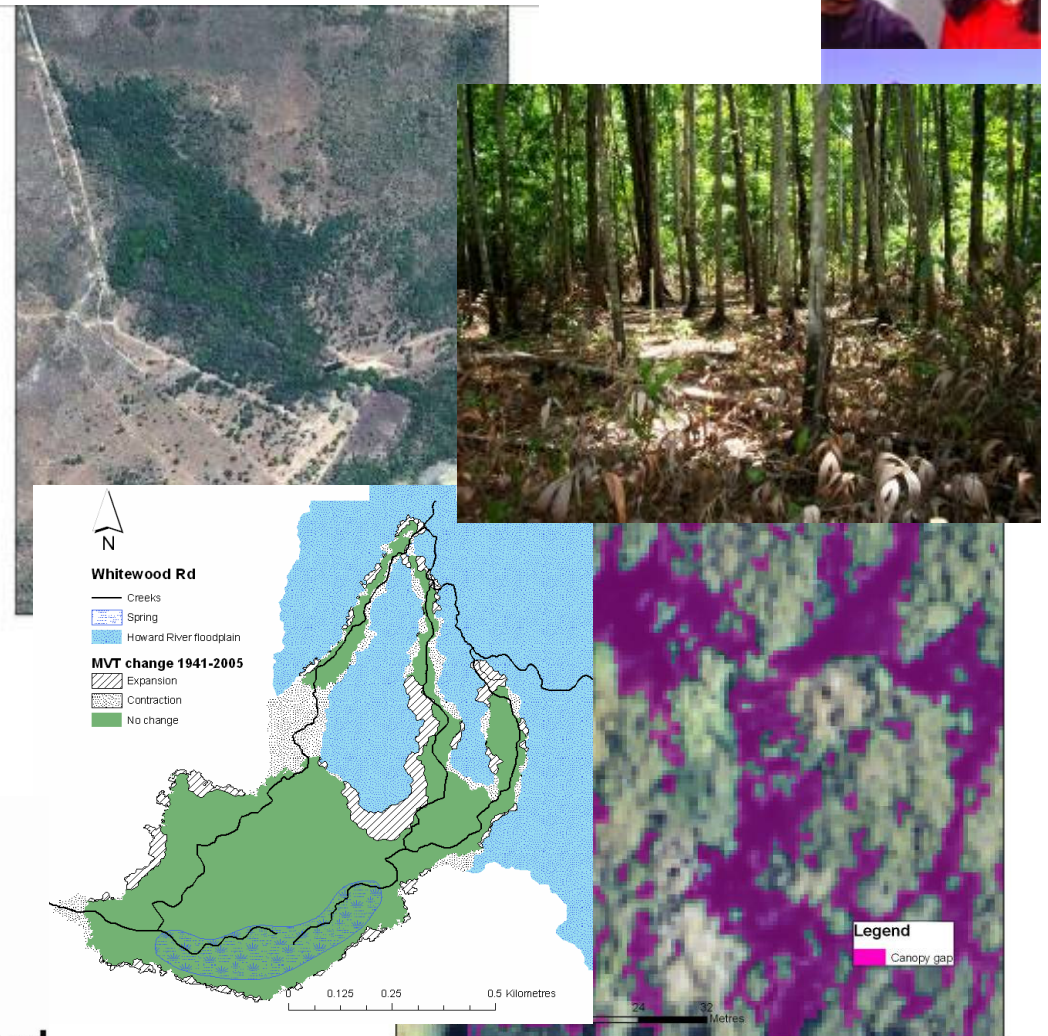 N
Whitewood Rd
Creeks
Spring
Howard River floodplain
MVT change 1941-2005
Expansion
Contraction
No change
0 0.125 0.25 0.5 Kilometres
Legend
Canopy gap
24 32
Metres